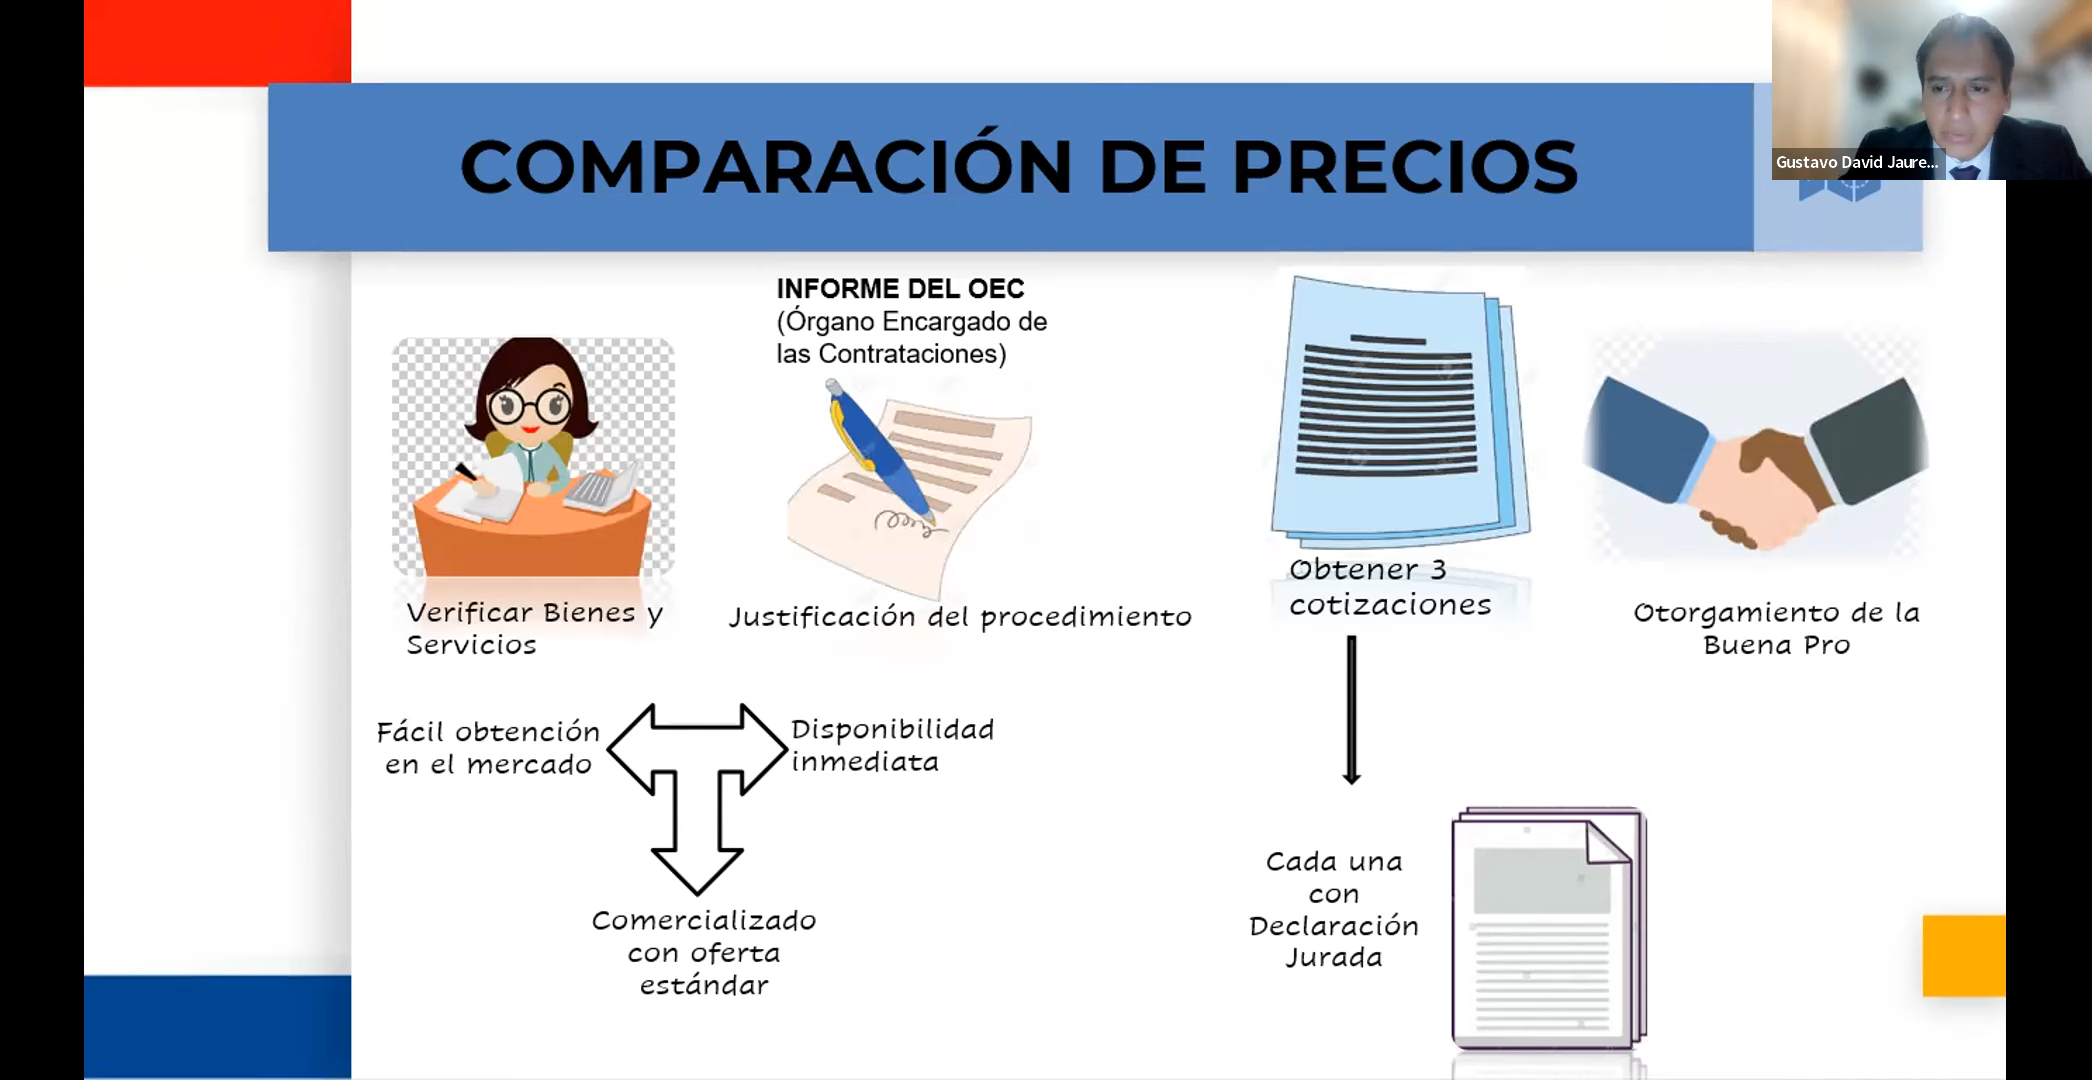 COMPARACIÓN DE PRECIOS
Gustavo David Jaure...
INFORME DEL OEC
(Órgano Encargado de
las Contrataciones)
Verificar Bienes y
Servicios
Justificación del procedimiento
Obtener 3
cotizaciones
Otorgamiento de la
Buena Pro
Fácil obtención
en el mercado
Disponibilidad
inmediata
Comercializado
con oferta
estándar
Cada una
con
Declaración
Jurada